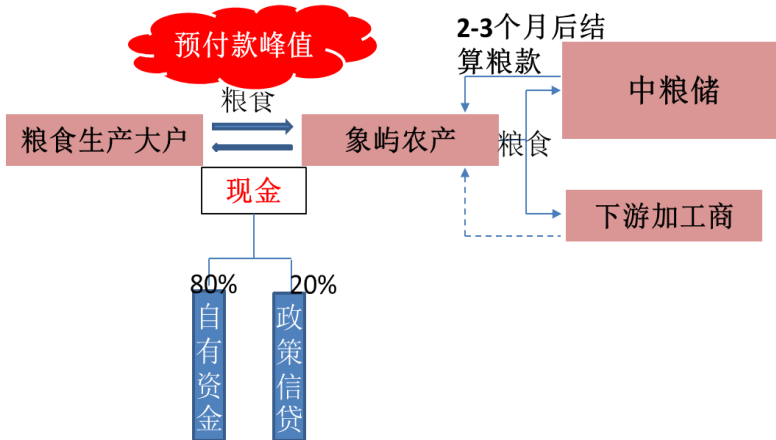 预付款峰值
2-3个月后结
算粮款
中粮储
粮食
粮食生产大户
象屿农产
粮食
现金
下游加工商
80%
20%
自有资金
政策信贷